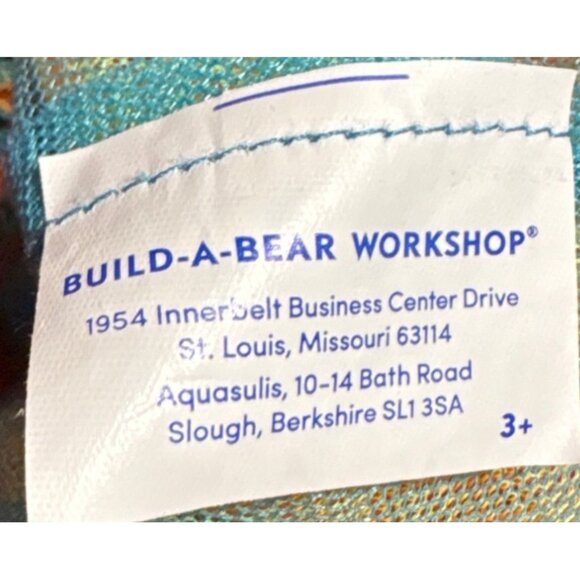 BUILD-A-BEAR WORKSHOP®
1954 Innerbelt Business Center Drive
St. Louis, Missouri 63114
Aquasulis, 10-14 Bath Road
Slough, Berkshire SL1 3SA
3+